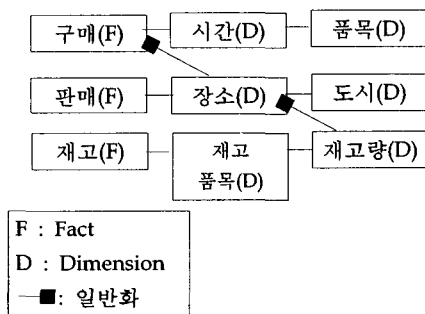 구매(F) 시간(D) 품목(D)
판매(F) 장소(D) 도시(D)
재고(F) 재고 품목(D) 재고량(D)
F : Fact
D : Dimension
: 일반화